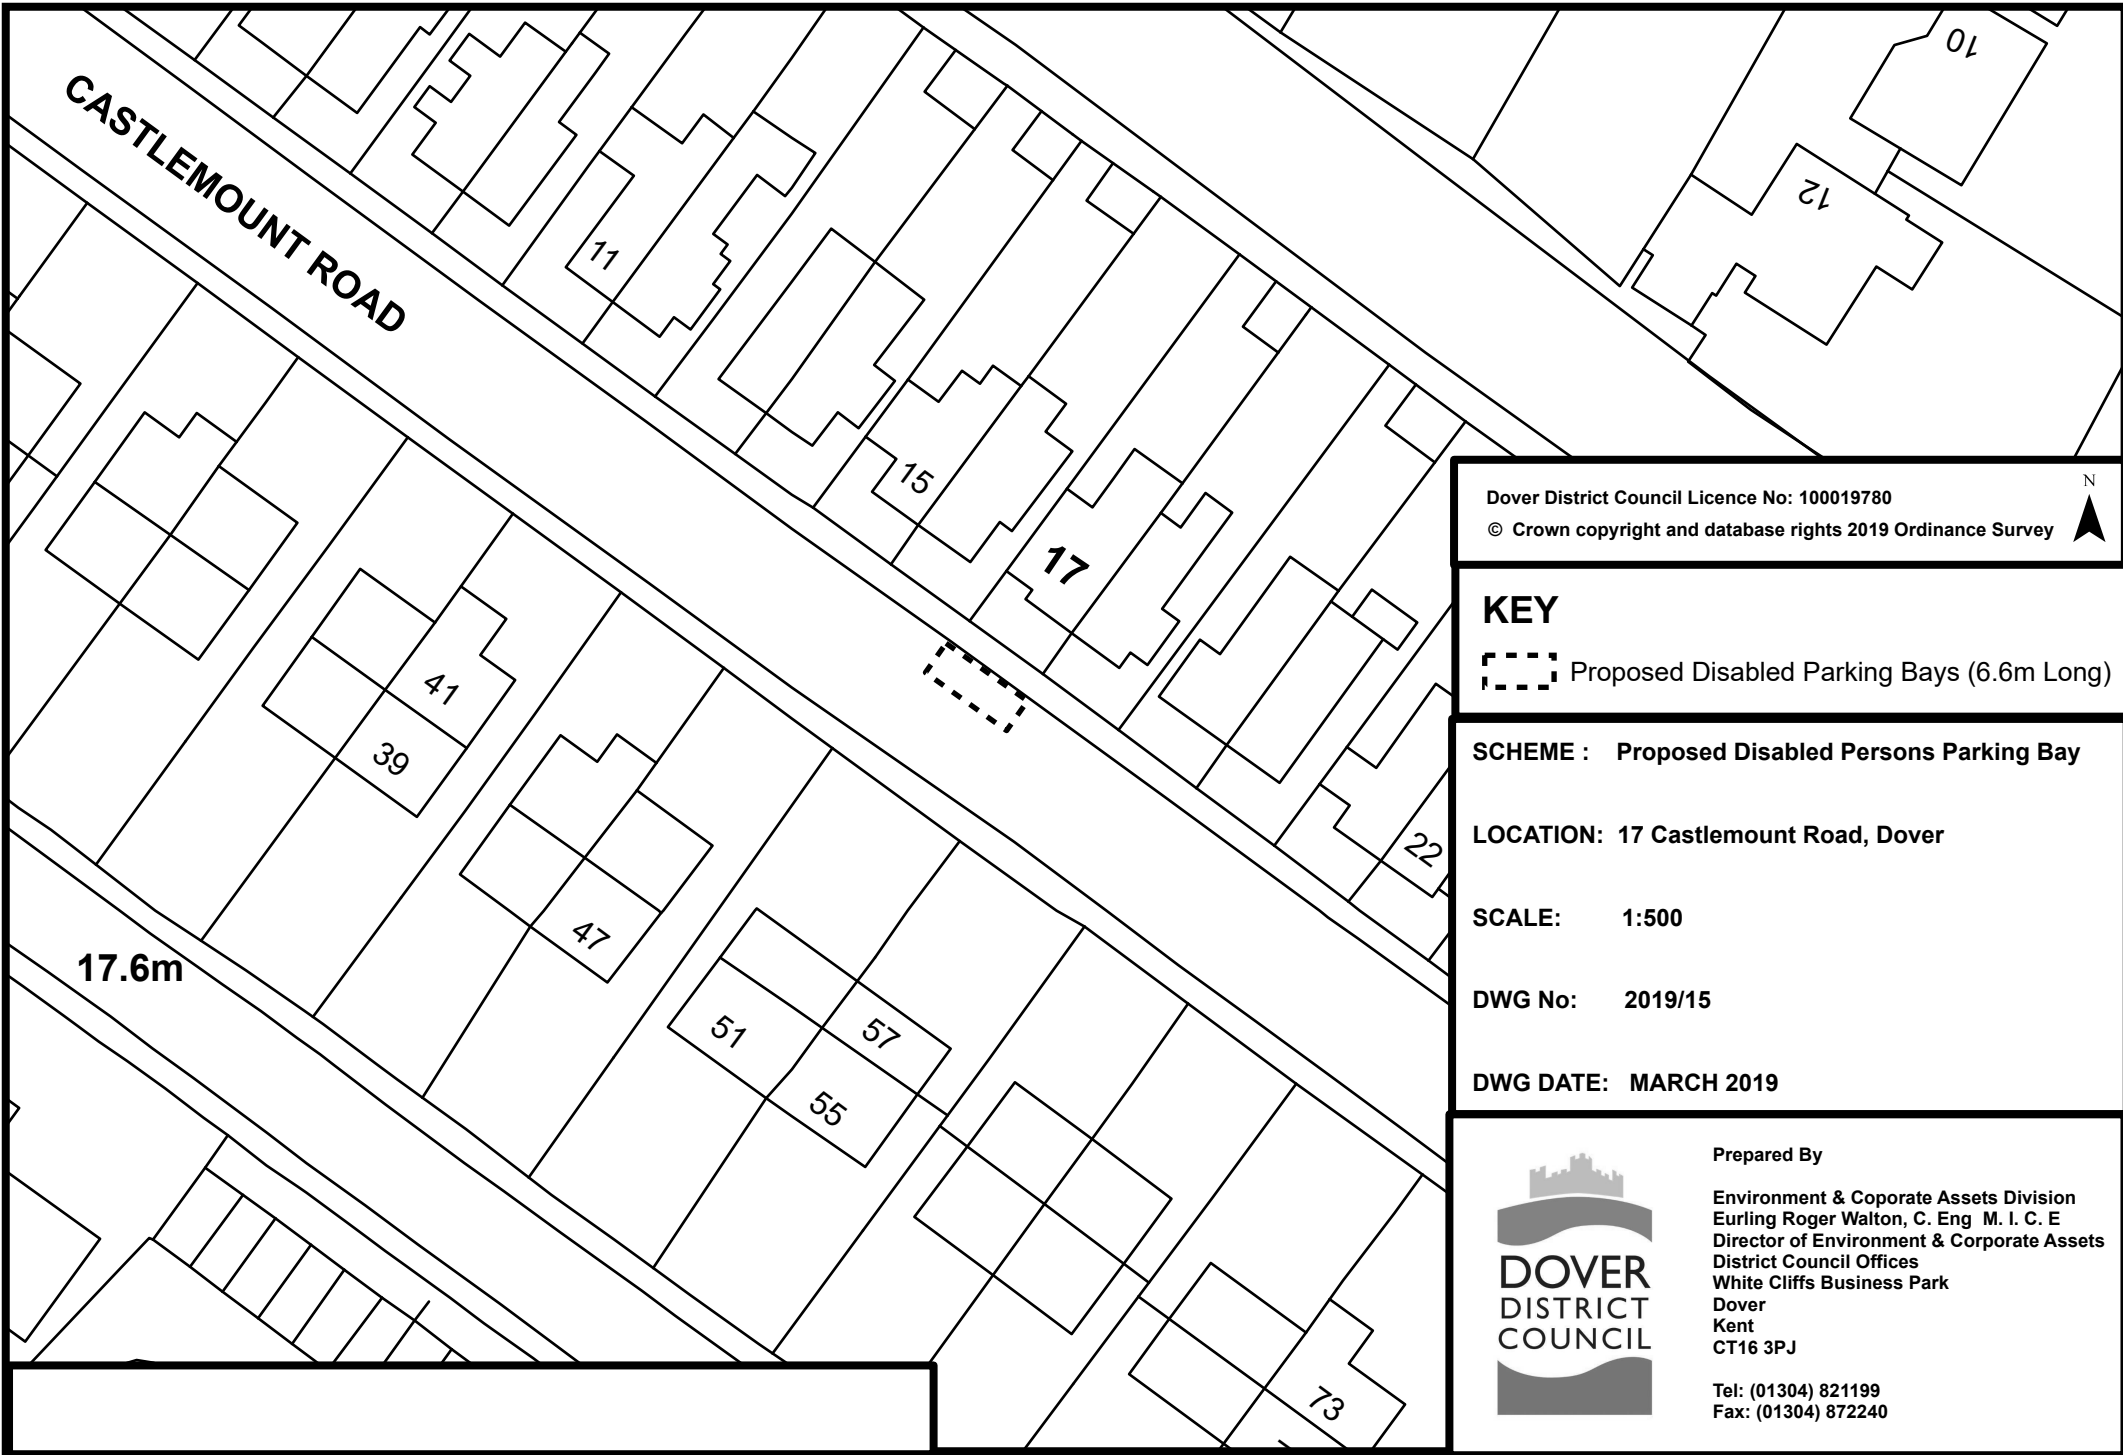 10
12
CASTLEMOUNT ROAD
11
15
17
41
39
22
47
17.6m
51
57
55
73
Dover District Council Licence No: 100019780
© Crown copyright and database rights 2019 Ordinance Survey
N
KEY
Proposed Disabled Parking Bays (6.6m Long)
SCHEME : Proposed Disabled Persons Parking Bay
LOCATION: 17 Castlemount Road, Dover
SCALE: 1:500
DWG No: 2019/15
DWG DATE: MARCH 2019
DOVER
DISTRICT
COUNCIL
Prepared By
Environment & Coporate Assets Division
Eurling Roger Walton, C. Eng M. I. C. E
Director of Environment & Corporate Assets
District Council Offices
White Cliffs Business Park
Dover
Kent
CT16 3PJ
Tel: (01304) 821199
Fax: (01304) 872240